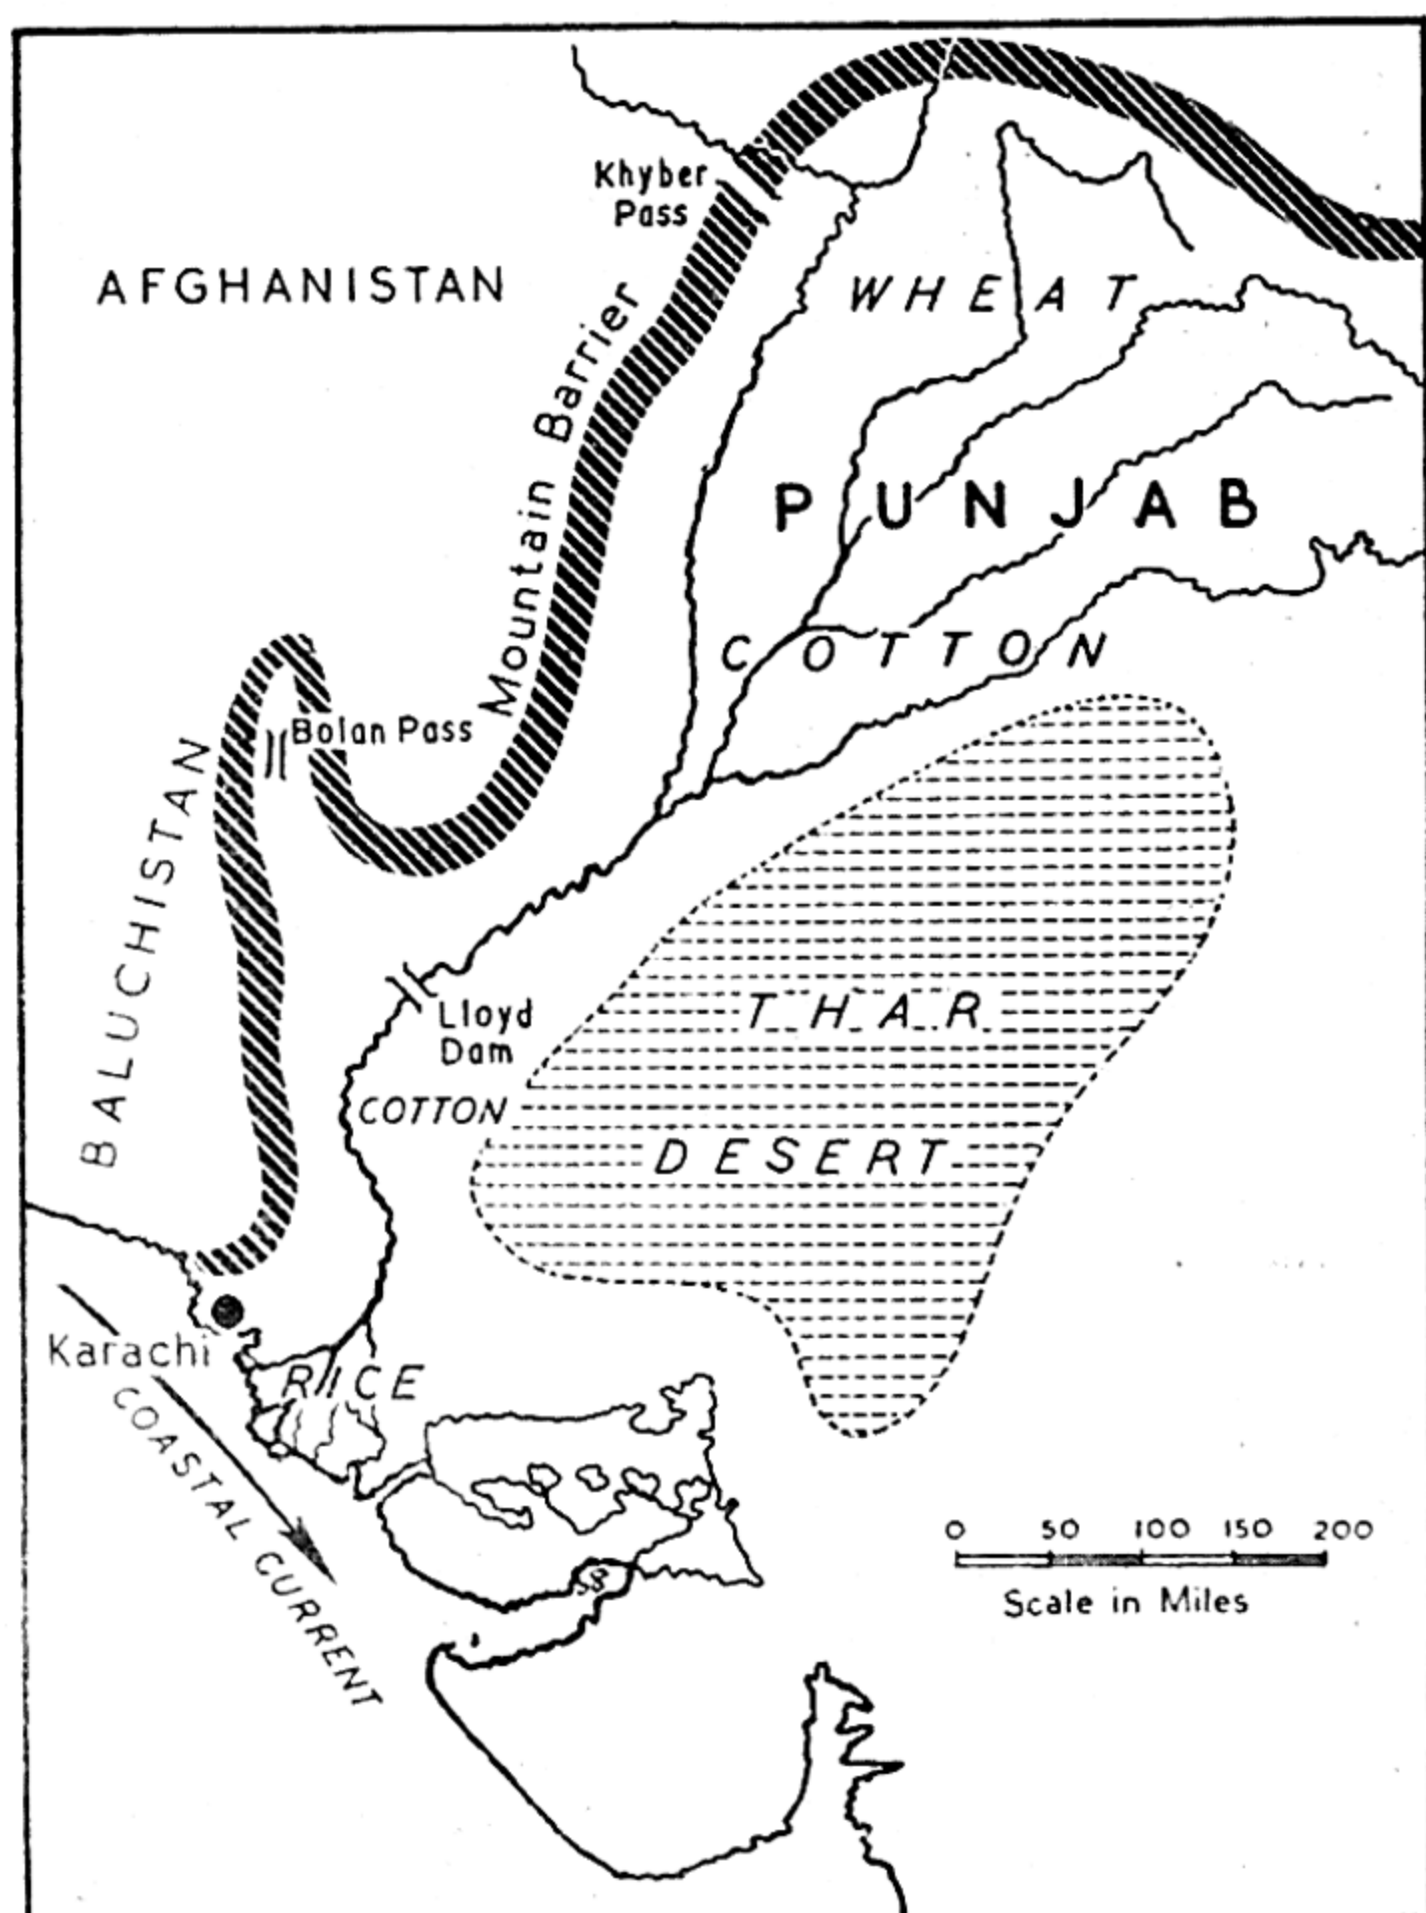 Khyber
Pass
AFGHANISTAN
WHEAT
Mountain Barrier
PUNJAB
COTTON
Bolan Pass
BALUCHISTAN
THAR
Lloyd
Dam
COTTON
DESERT
Karachi
RICE
COASTAL CURRENT
0 50 100 150 200
Scale in Miles